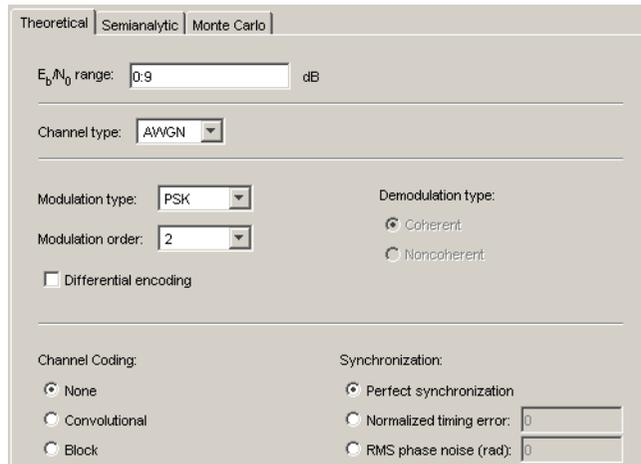 Theoretical Semianalytic Monte Carlo
Eb/N0 range: 0:9 dB
Channel type: AWGN
Modulation type: PSK
Demodulation type:
Modulation order: 2
Coherent
Noncoherent
Differential encoding
Channel Coding:
None
Convolutional
Block
Synchronization:
Perfect synchronization
Normalized timing error: 0
RMS phase noise (rad): 0